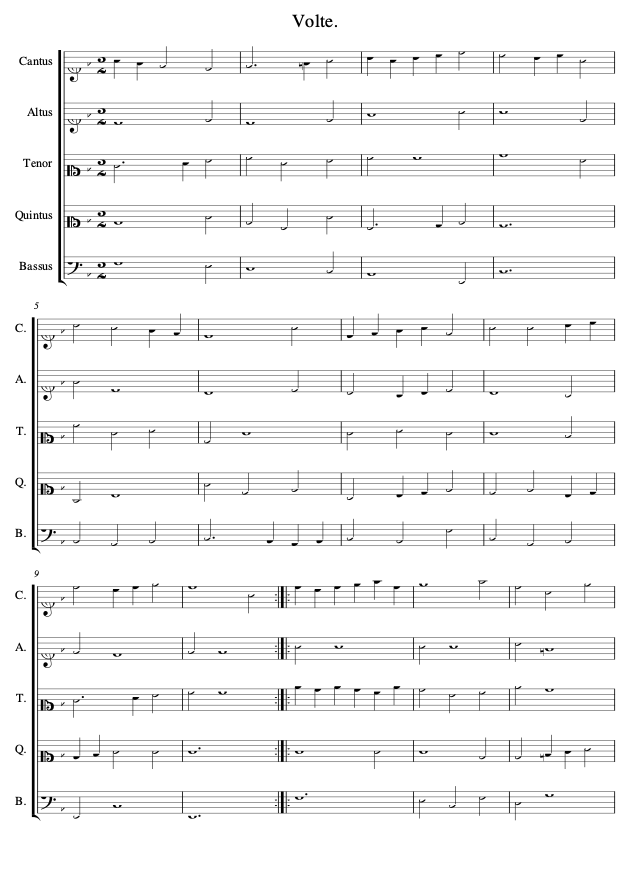 Volte.
Cantus
Altus
Tenor
Quintus
Bassus
5
C.
A.
T.
Q.
B.
9
C.
A.
T.
Q.
B.